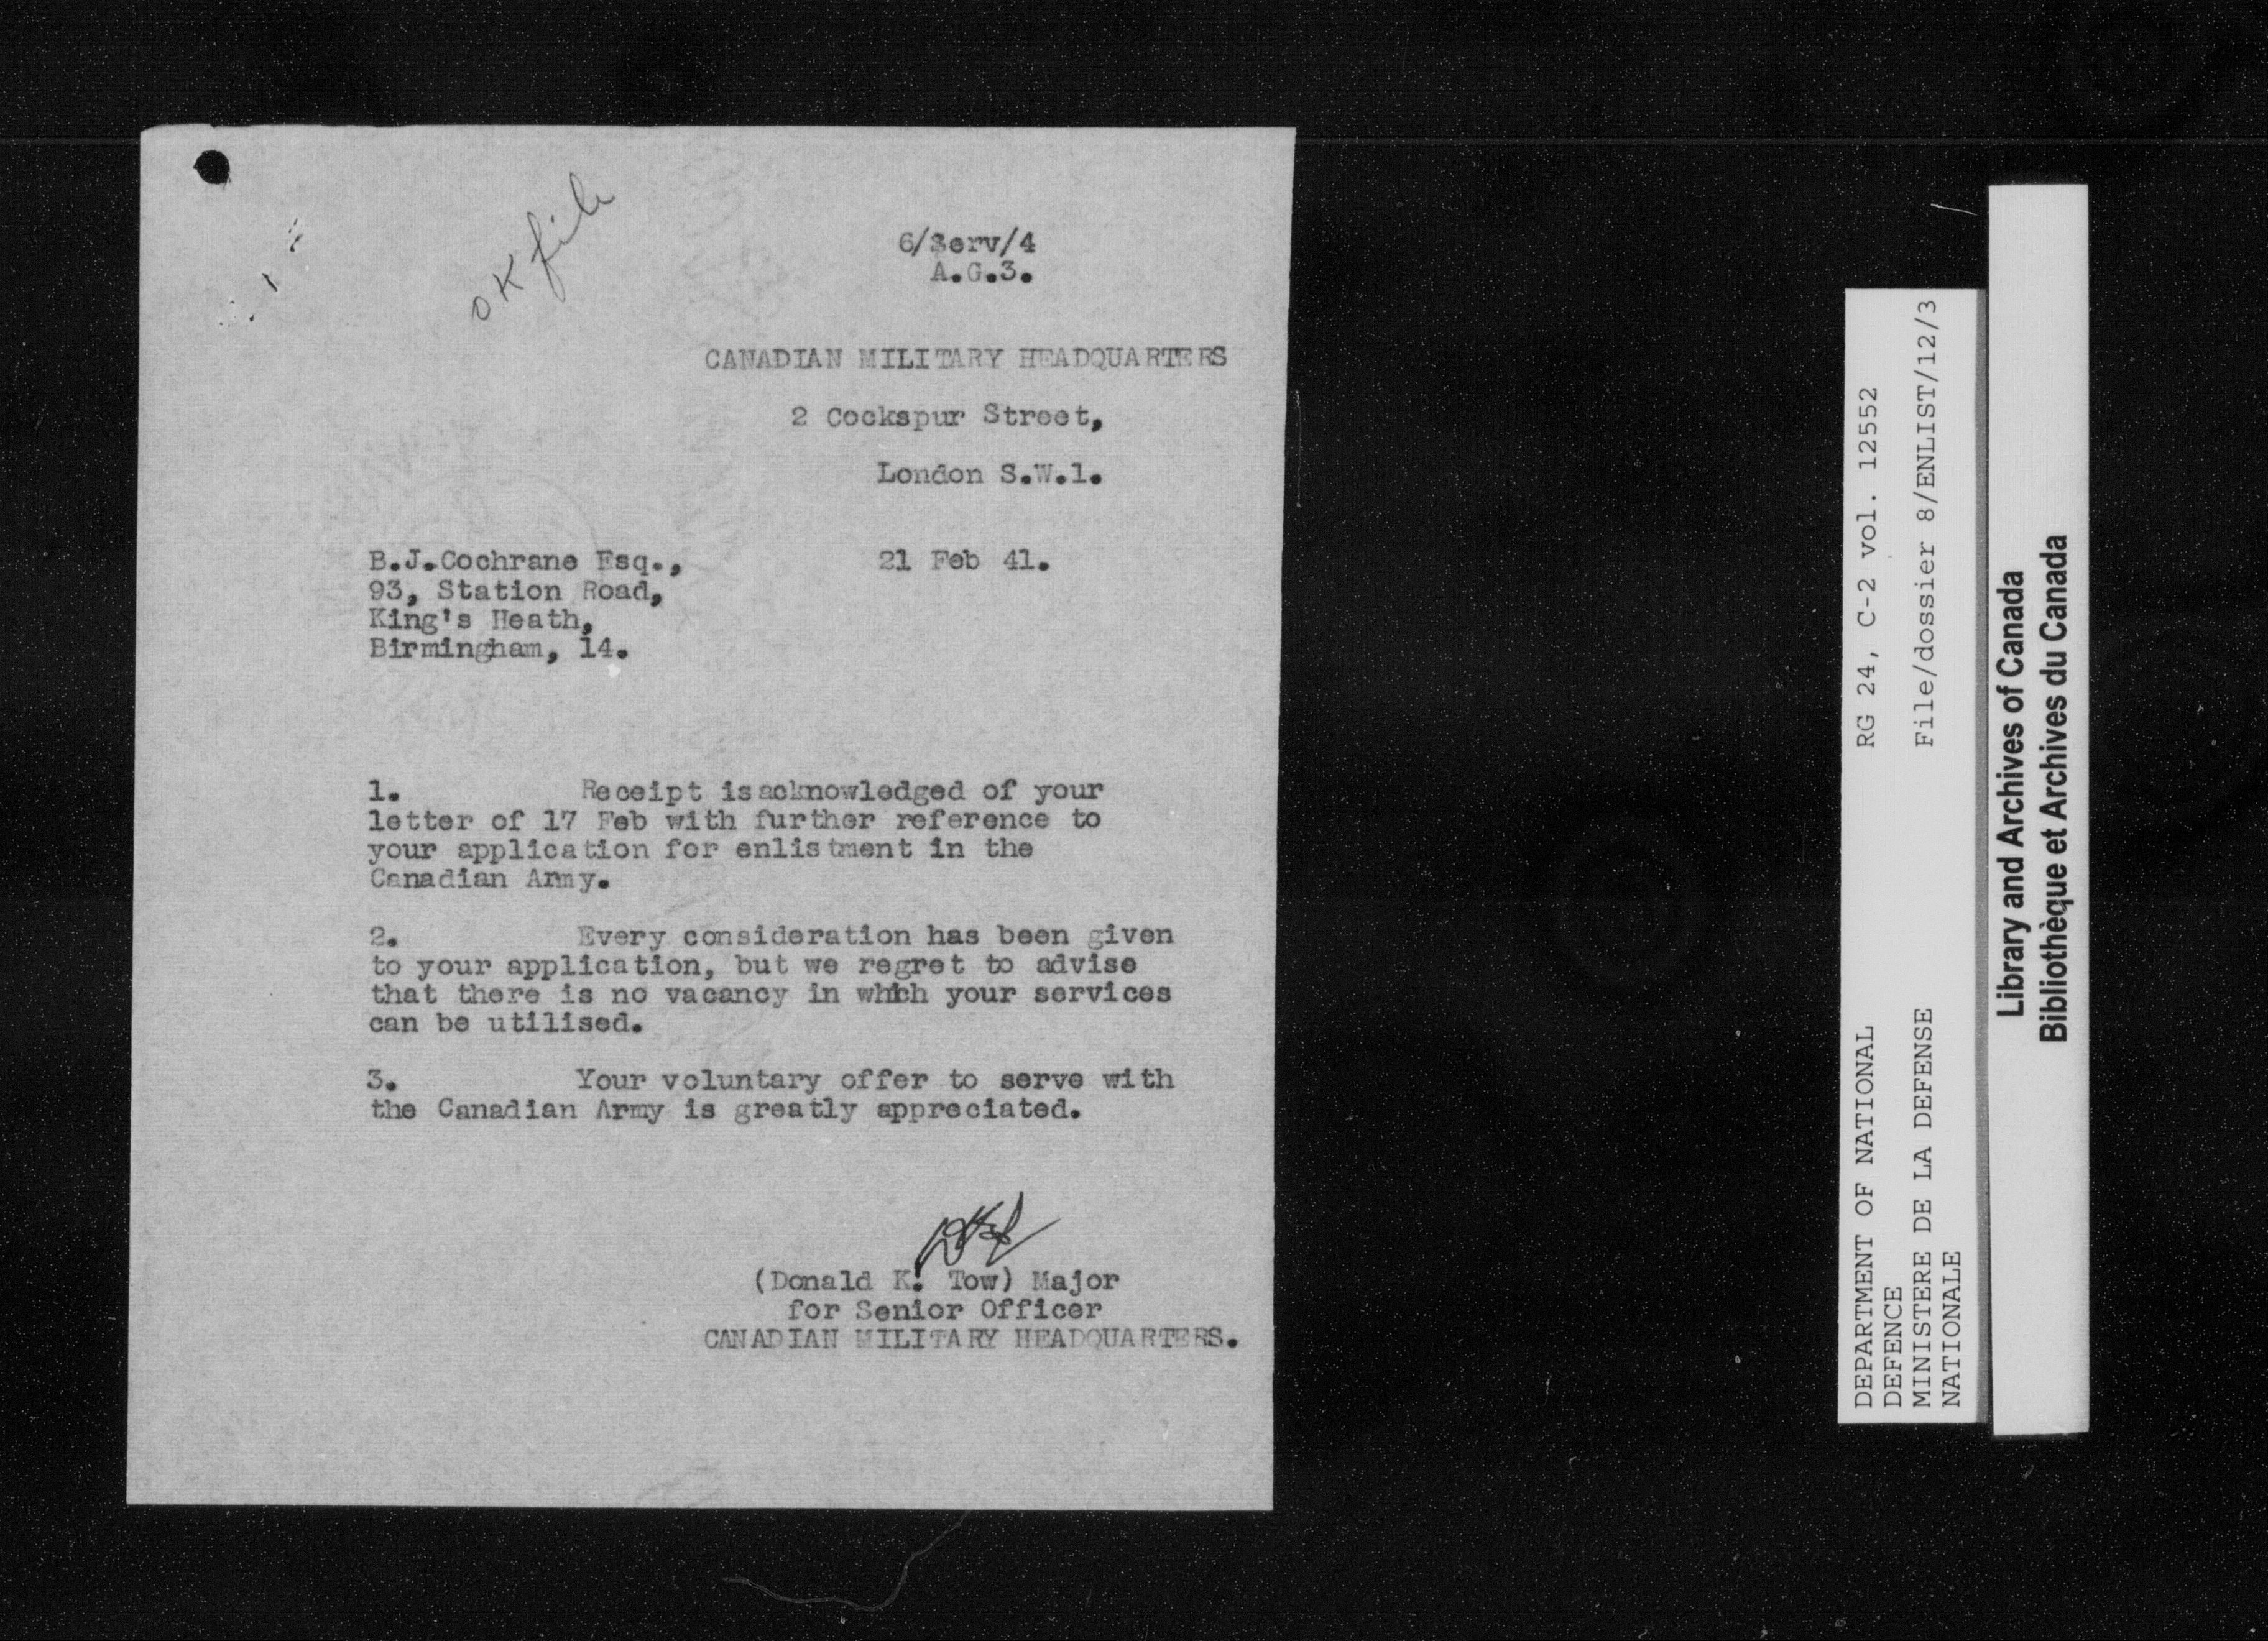 OK file
6/Serv/4
A.G.3.
CANADIAN MILITARY HEADQUARTERS
2 Cockspur Street,
London S.W.1.
B.J.Cochrane Esq.,
93, Station Road,
King's Heath,
Birmingham, 14.
21 Feb 41.
1. Receipt is acknowledged of your
letter of 17 Feb with further reference to
your application for enlistment in the
Canadian Army.
2. Every consideration has been given
to your application, but we regret to advise
that there is no vacancy in which your services
can be utilised.
3. Your voluntary offer to serve with
the Canadian Army is greatly appreciated.
(Donald K. Tow) Major
for Senior Officer
CANADIAN MILITARY HEADQUARTERS.
DEPARTMENT OF NATIONAL
DEFENCE
MINISTERE DE LA DEFENSE
NATIONALE
RG 24, C-2 vol. 12552
File/dossier 8/ENLIST/12/3
Library and Archives of Canada
Bibliothèque et Archives du Canada